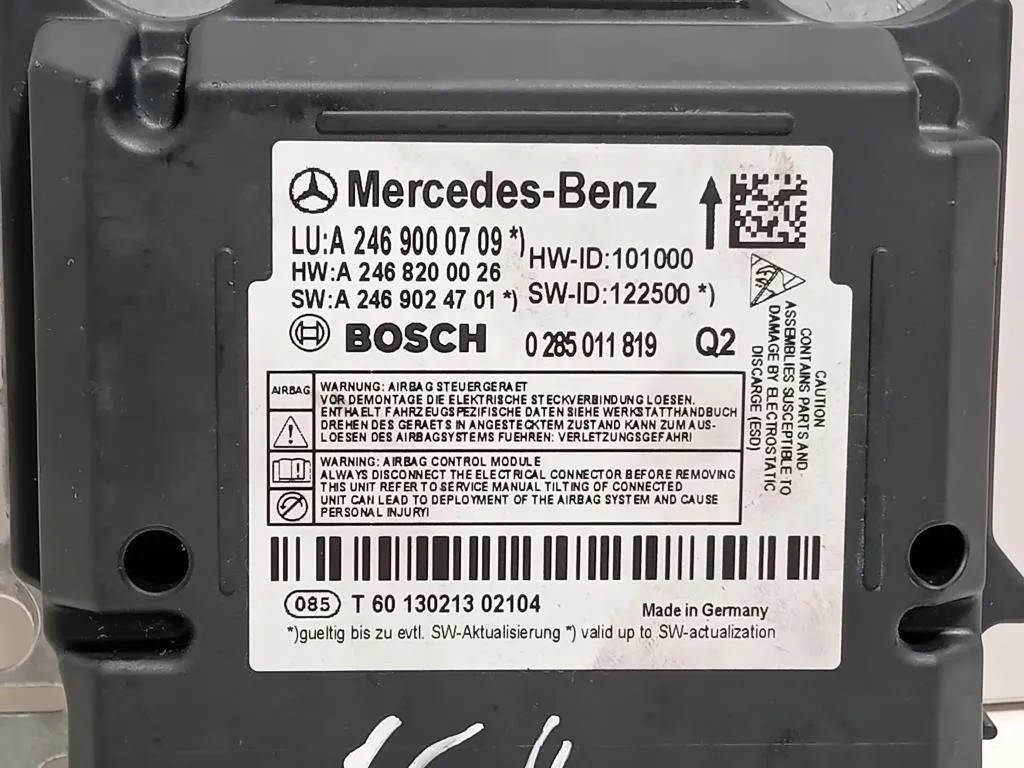 Mercedes-Benz
LU:A 246 900 07 09 *)
HW:A 246 820 00 26
SW:A 246 902 47 01 *)
HW-ID:101000
SW-ID:122500 *)
BOSCH
0 285 011 819
Q2
CAUTION
CONTAINS PARTS AND
ASSEMBLIES SUSCEPTIBLE TO
DAMAGE BY ELECTROSTATIC
DISCHARGE (ESD)
AIRBAG
WARNUNG: AIRBAG STEUERGERAET
VOR DEMONTAGE DIE ELEKTRISCHE STECKVERBINDUNG LOESEN.
ENTHAELT FAHRZEUGSPEZIFISCHE DATEN SIEHE WERKSTATTHANDBUCH
DREHEN DES GERAETS IN ANGESTECKTEM ZUSTAND KANN ZUM AUS-
LOESEN DES AIRBAGSYSTEMS FUEHREN: VERLETZUNGSGEFAHR!
WARNING: AIRBAG CONTROL MODULE
ALWAYS DISCONNECT THE ELECTRICAL CONNECTOR BEFORE REMOVING
THIS UNIT REFER TO SERVICE MANUAL TILTING OF CONNECTED
UNIT CAN LEAD TO DEPLOYMENT OF THE AIRBAG SYSTEM AND CAUSE
PERSONAL INJURY!
085 T 60 130213 02104
Made in Germany
*)gueltig bis zu evtl. SW-Aktualisierung *) valid up to SW-actualization